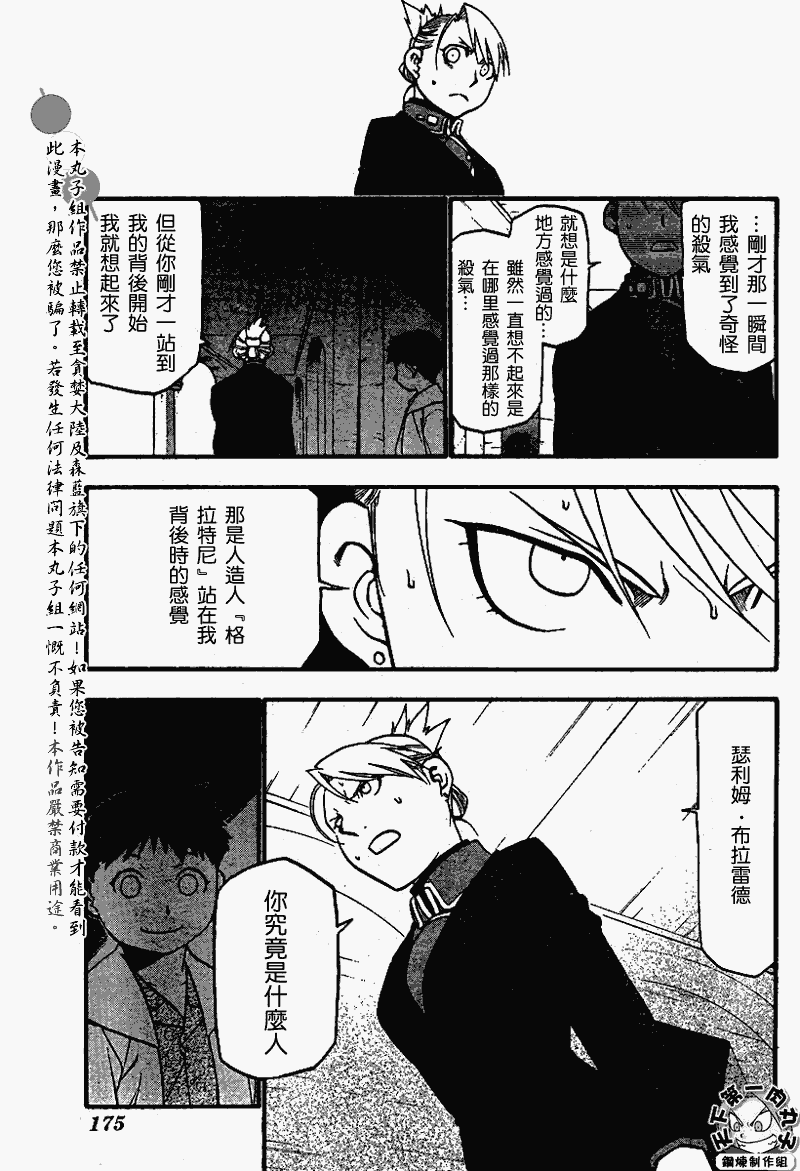 …剛才那一瞬間
我感覺到了奇怪
的殺氣
就想是什麼
地方感覺過的…
雖然一直想不起來是
在哪里感覺過那樣的
殺氣…
但從你剛才一站到
我的背後開始
我就想起來了
那是人造人『格
拉特尼』站在我
背後時的感覺
瑟利姆·布拉雷德
你究竟是什麼人
本丸子組作品禁止轉載至貪婪大陸及森藍旗下的任何網站！如果您被告知需要付款才能看到
此漫畫，那麼您被騙了。若發生任何法律問題本丸子組一慨不負責！本作品嚴禁商業用途。
175
天下第一肉丸子
鋼煉制作組